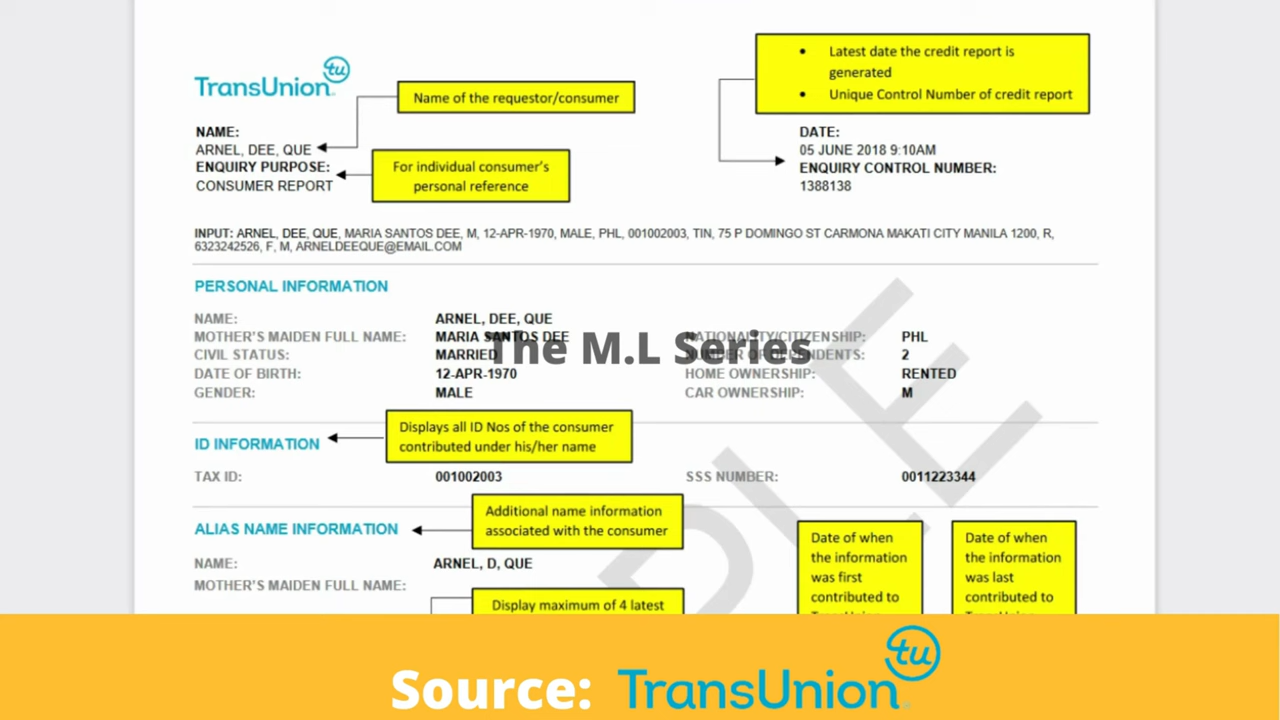 TransUnion
tu
Name of the requestor/consumer
Latest date the credit report is
generated
Unique Control Number of credit report
NAME:
ARNEL, DEE, QUE
ENQUIRY PURPOSE:
CONSUMER REPORT
For individual consumer's
personal reference
DATE:
05 JUNE 2018 9:10AM
ENQUIRY CONTROL NUMBER:
1388138
INPUT: ARNEL, DEE, QUE, MARIA SANTOS DEE, M, 12-APR-1970, MALE, PHL, 001002003, TIN, 75 P DOMINGO ST CARMONA MAKATI CITY MANILA 1200, R,
6323242526, F, M, ARNELDEEQUE@EMAIL.COM
PERSONAL INFORMATION
NAME: ARNEL, DEE, QUE
MOTHER'S MAIDEN FULL NAME: MARIA SANTOS DEE NATIONALITY/CITIZENSHIP: PHL
The M.L Series
CIVIL STATUS: MARRIED NUMBER OF DEPENDENTS: 2
DATE OF BIRTH: 12-APR-1970 HOME OWNERSHIP: RENTED
GENDER: MALE CAR OWNERSHIP: M
ID INFORMATION
Displays all ID Nos of the consumer
contributed under his/her name
TAX ID: 001002003 SSS NUMBER: 0011223344
ALIAS NAME INFORMATION
Additional name information
associated with the consumer
NAME: ARNEL, D, QUE
MOTHER'S MAIDEN FULL NAME:
Display maximum of 4 latest
Date of when
the information
was first
contributed to
Date of when
the information
was last
contributed to
Source: TransUnion
tu